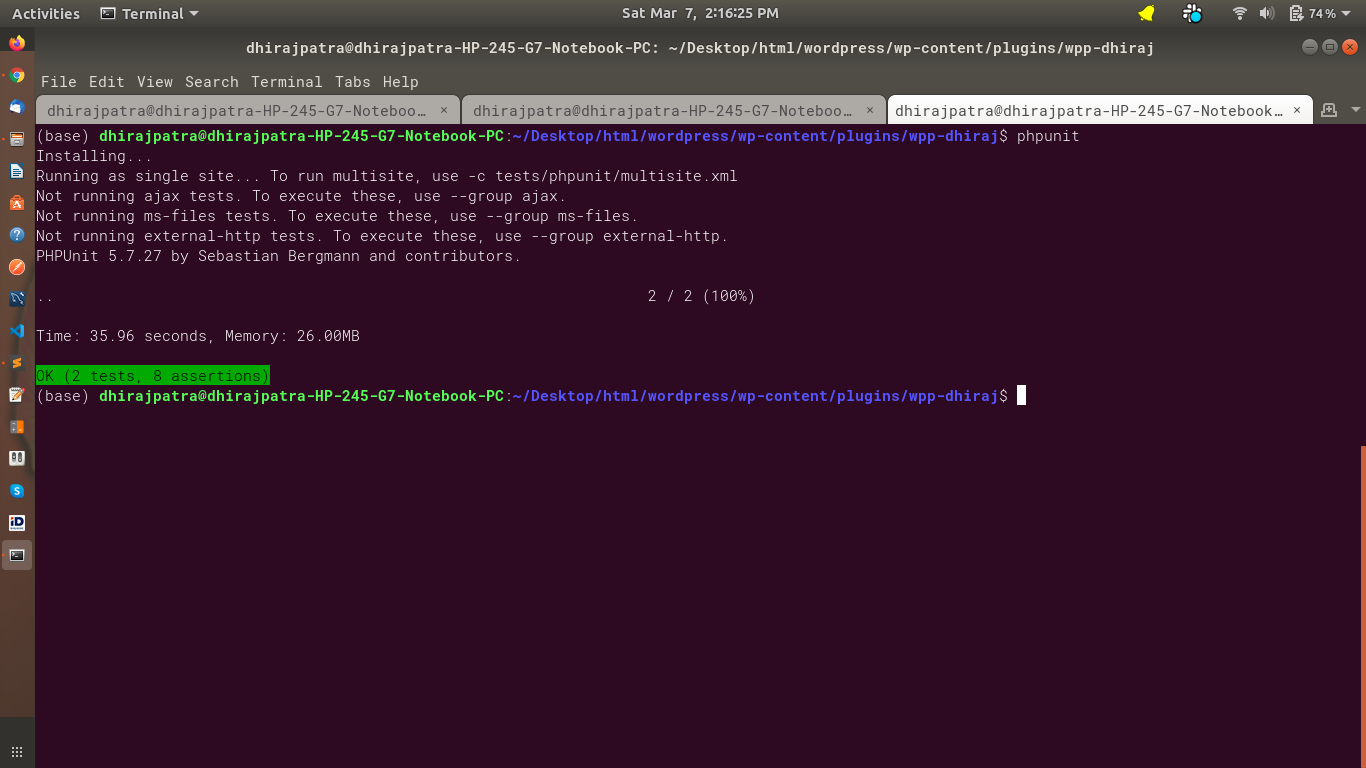 Activities Terminal Sat Mar 7, 2:16:25 PM 74%
dhirajpatra@dhirajpatra-HP-245-G7-Notebook-PC: ~/Desktop/html/wordpress/wp-content/plugins/wpp-dhiraj
File Edit View Search Terminal Tabs Help
dhirajpatra@dhirajpatra-HP-245-G7-Noteboo... × dhirajpatra@dhirajpatra-HP-245-G7-Noteboo... × dhirajpatra@dhirajpatra-HP-245-G7-Notebook... ×
(base) dhirajpatra@dhirajpatra-HP-245-G7-Notebook-PC:~/Desktop/html/wordpress/wp-content/plugins/wpp-dhiraj$ phpunit
Installing...
Running as single site... To run multisite, use -c tests/phpunit/multisite.xml
Not running ajax tests. To execute these, use --group ajax.
Not running ms-files tests. To execute these, use --group ms-files.
Not running external-http tests. To execute these, use --group external-http.
PHPUnit 5.7.27 by Sebastian Bergmann and contributors.
.. 2 / 2 (100%)
Time: 35.96 seconds, Memory: 26.00MB
OK (2 tests, 8 assertions)
(base) dhirajpatra@dhirajpatra-HP-245-G7-Notebook-PC:~/Desktop/html/wordpress/wp-content/plugins/wpp-dhiraj$
iD